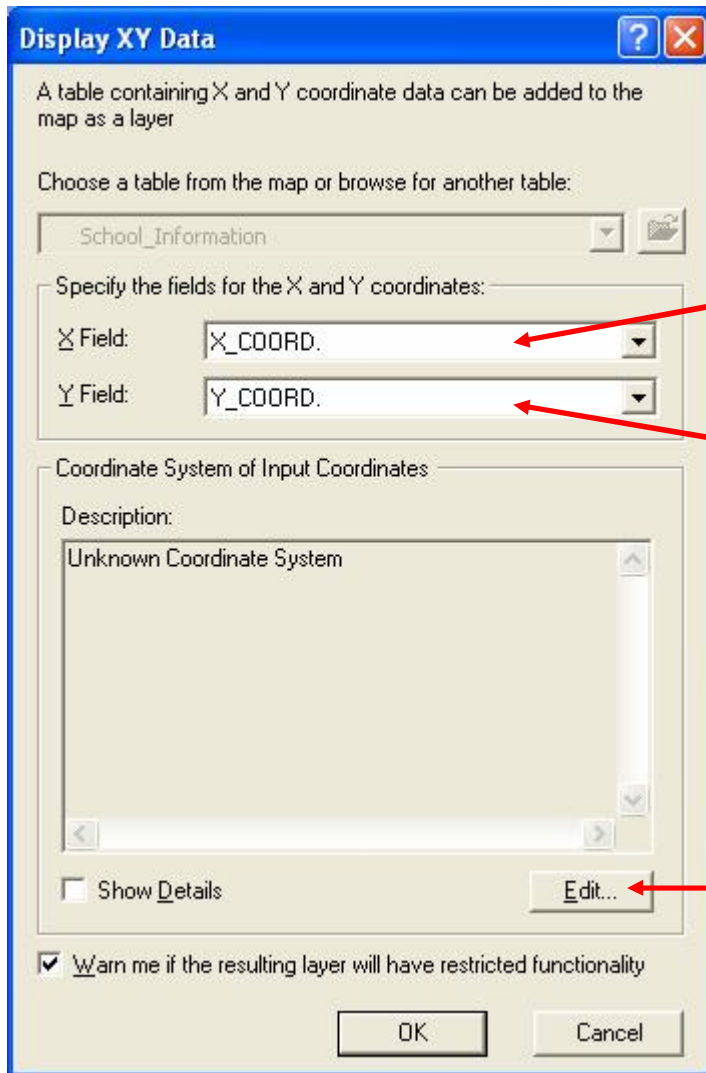 Display XY Data
A table containing X and Y coordinate data can be added to the
map as a layer
Choose a table from the map or browse for another table:
School_Information
Specify the fields for the X and Y coordinates:
X Field: X_COORD.
Y Field: Y_COORD.
Coordinate System of Input Coordinates
Description:
Unknown Coordinate System
Show Details Edit...
Warn me if the resulting layer will have restricted functionality
OK Cancel